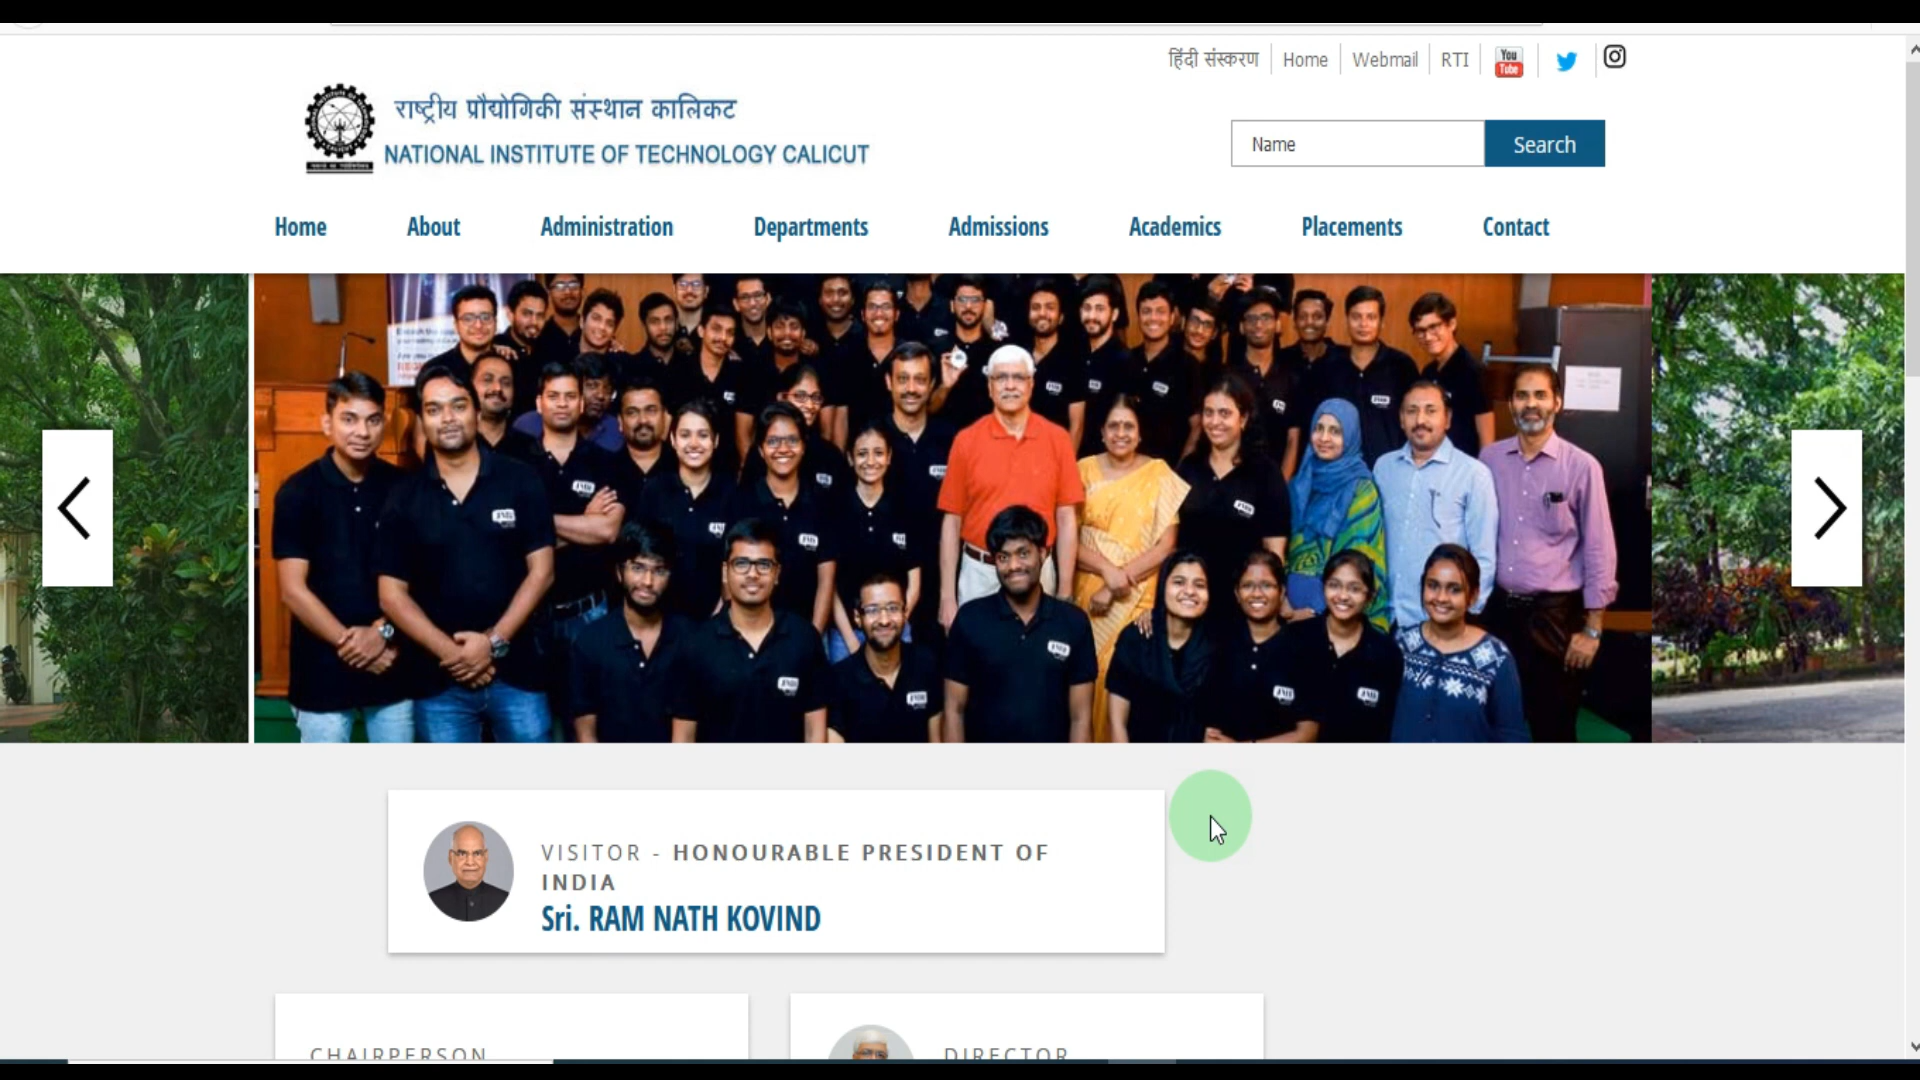 हिंदी संस्करण
Home
Webmail
RTI
You
Tube
राष्ट्रीय प्रौद्योगिकी संस्थान कालिकट
NATIONAL INSTITUTE OF TECHNOLOGY CALICUT
Name
Search
Home
About
Administration
Departments
Admissions
Academics
Placements
Contact
VISITOR - HONOURABLE PRESIDENT OF
INDIA
Sri. RAM NATH KOVIND
CHAIRPERSON
DIRECTOR